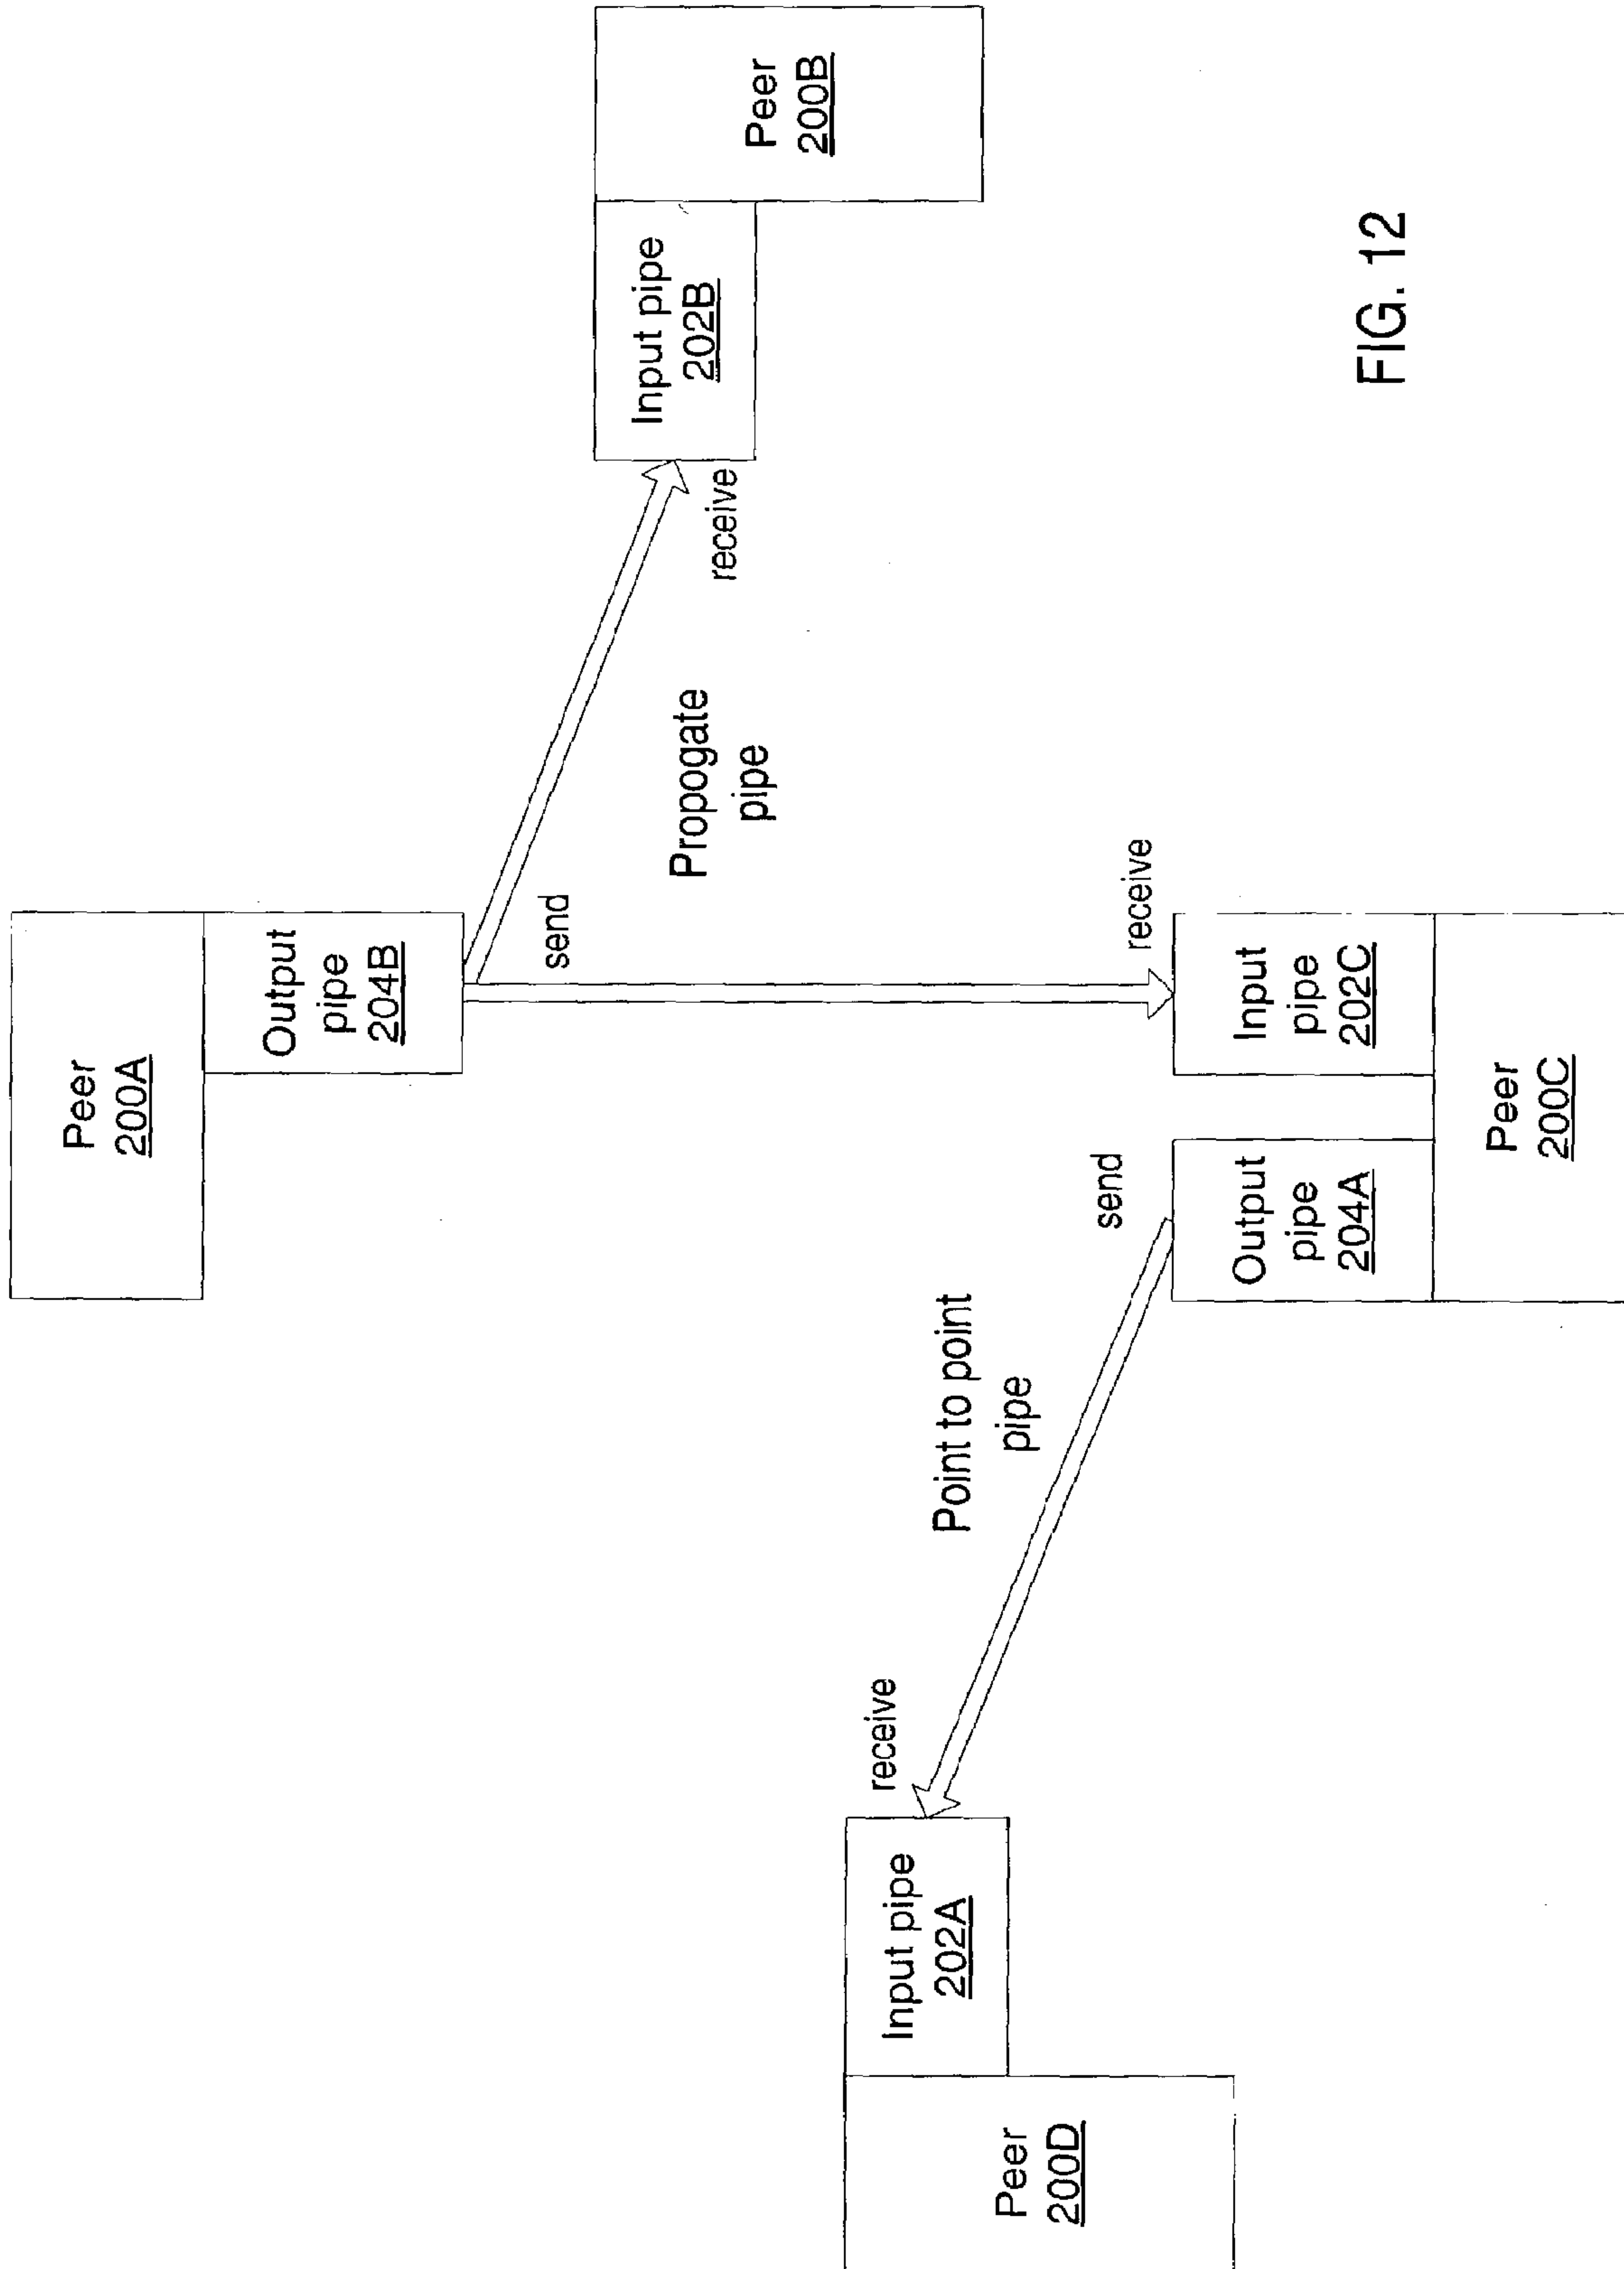 Peer
200A
Output
pipe
204B
send
Propogate
pipe
receive
Input pipe
202B
Peer
200B
Peer
200D
Input pipe
202A
receive
Point to point
pipe
send
receive
Output
pipe
204A
Input
pipe
202C
Peer
200C
FIG. 12